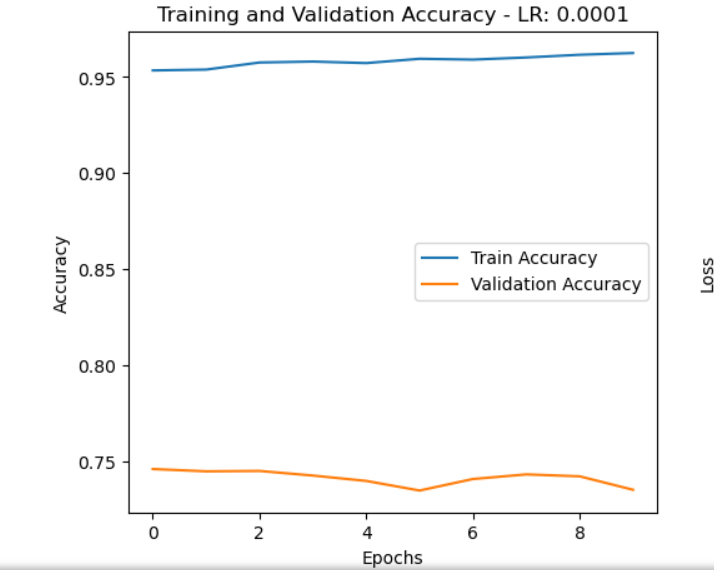 Training and Validation Accuracy - LR: 0.0001
Accuracy
0.95
0.90
0.85
0.80
0.75
Train Accuracy
Validation Accuracy
0 2 4 6 8
Epochs
Loss